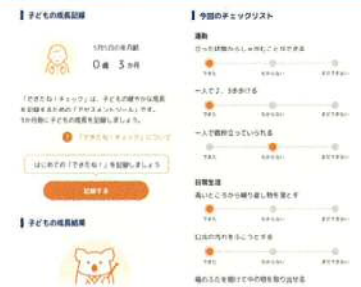 子どもの成長記録
5月5日の年月齢
0歳 3か月
「できたね！チェック」は、子どもの健やかな成長
を記録するための「アセスメントツール」です。
3か月毎に子どもの成長を記録しましょう。
「できたね！チェック」について
はじめての「できたね！」を記録しましょう
記録する
子どもの成長結果
今回のチェックリスト
運動
立った状態からしゃがむことができる
できた わからない まだできない
一人で2、3歩歩ける
できた わからない まだできない
一人で数秒立っていられる
できた わからない まだできない
日常生活
高いところから繰り返し物を落とす
できた わからない まだできない
口元の汚れをふこうとする
できた わからない まだできない
箱のふたを開けて中の物を取り出せる